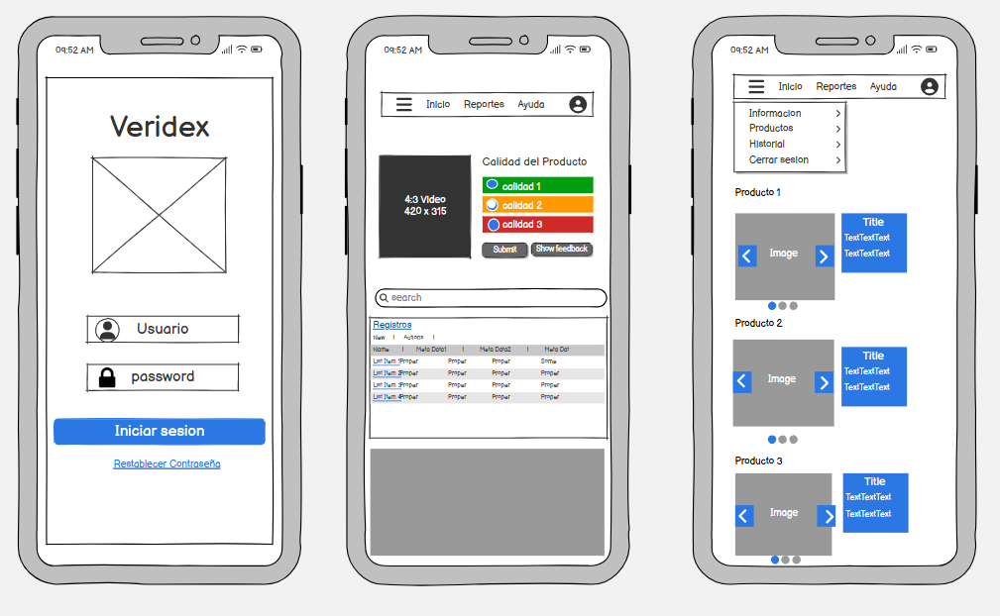 09:52 AM
Veridex
Usuario
password
Iniciar sesion
Restablecer Contraseña
09:52 AM
Inicio Reportes Ayuda
4:3 Video
420 x 315
Calidad del Producto
calidad 1
calidad 2
calidad 3
Submit Show feedback
search
Registros
New | Actions |
Name | Meta Data1 | Meta Data2 | Meta Dat
List Item 1 Proper Proper Proper Some
List Item 2 Proper Proper Proper Proper
List Item 3 Proper Proper Proper Proper
List Item 4 Proper Proper Proper Proper
09:52 AM
Inicio Reportes Ayuda
Informacion
Productos
Historial
Cerrar sesion
Producto 1
Image
Title
TextTextText
TextTextText
Producto 2
Image
Title
TextTextText
TextTextText
Producto 3
Image
Title
TextTextText
TextTextText